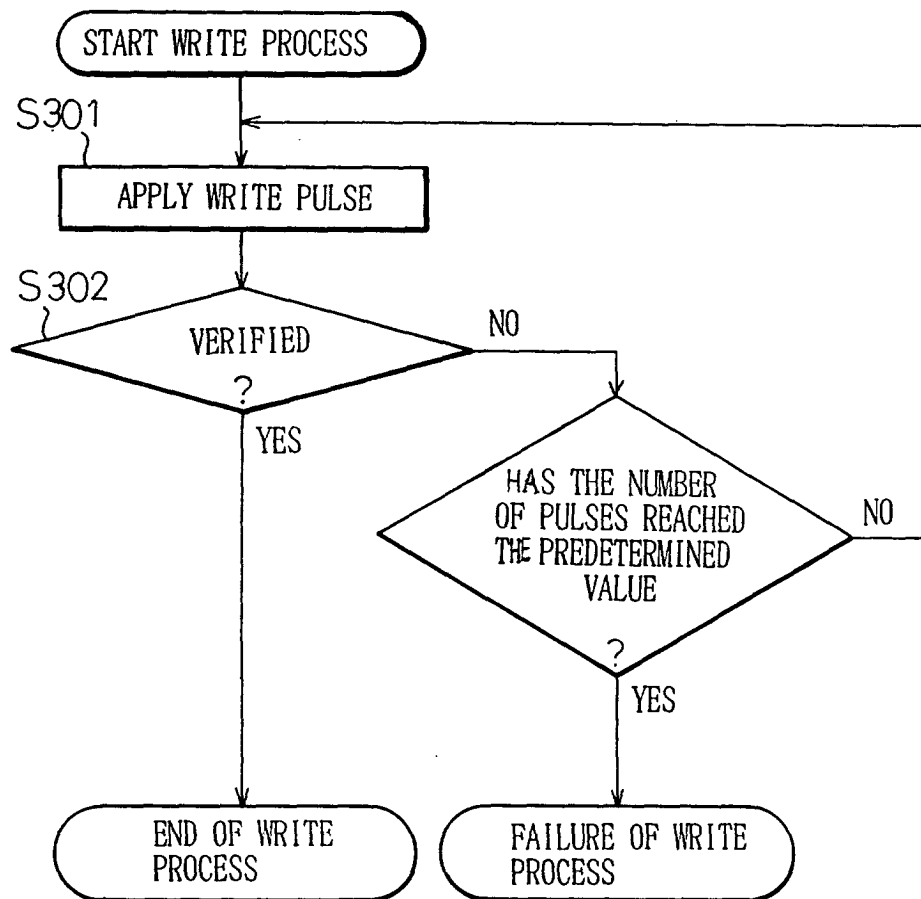 START WRITE PROCESS
S301
APPLY WRITE PULSE
S302
VERIFIED
?
NO
YES
HAS THE NUMBER
OF PULSES REACHED
THE PREDETERMINED
VALUE
?
NO
YES
END OF WRITE
PROCESS
FAILURE OF WRITE
PROCESS